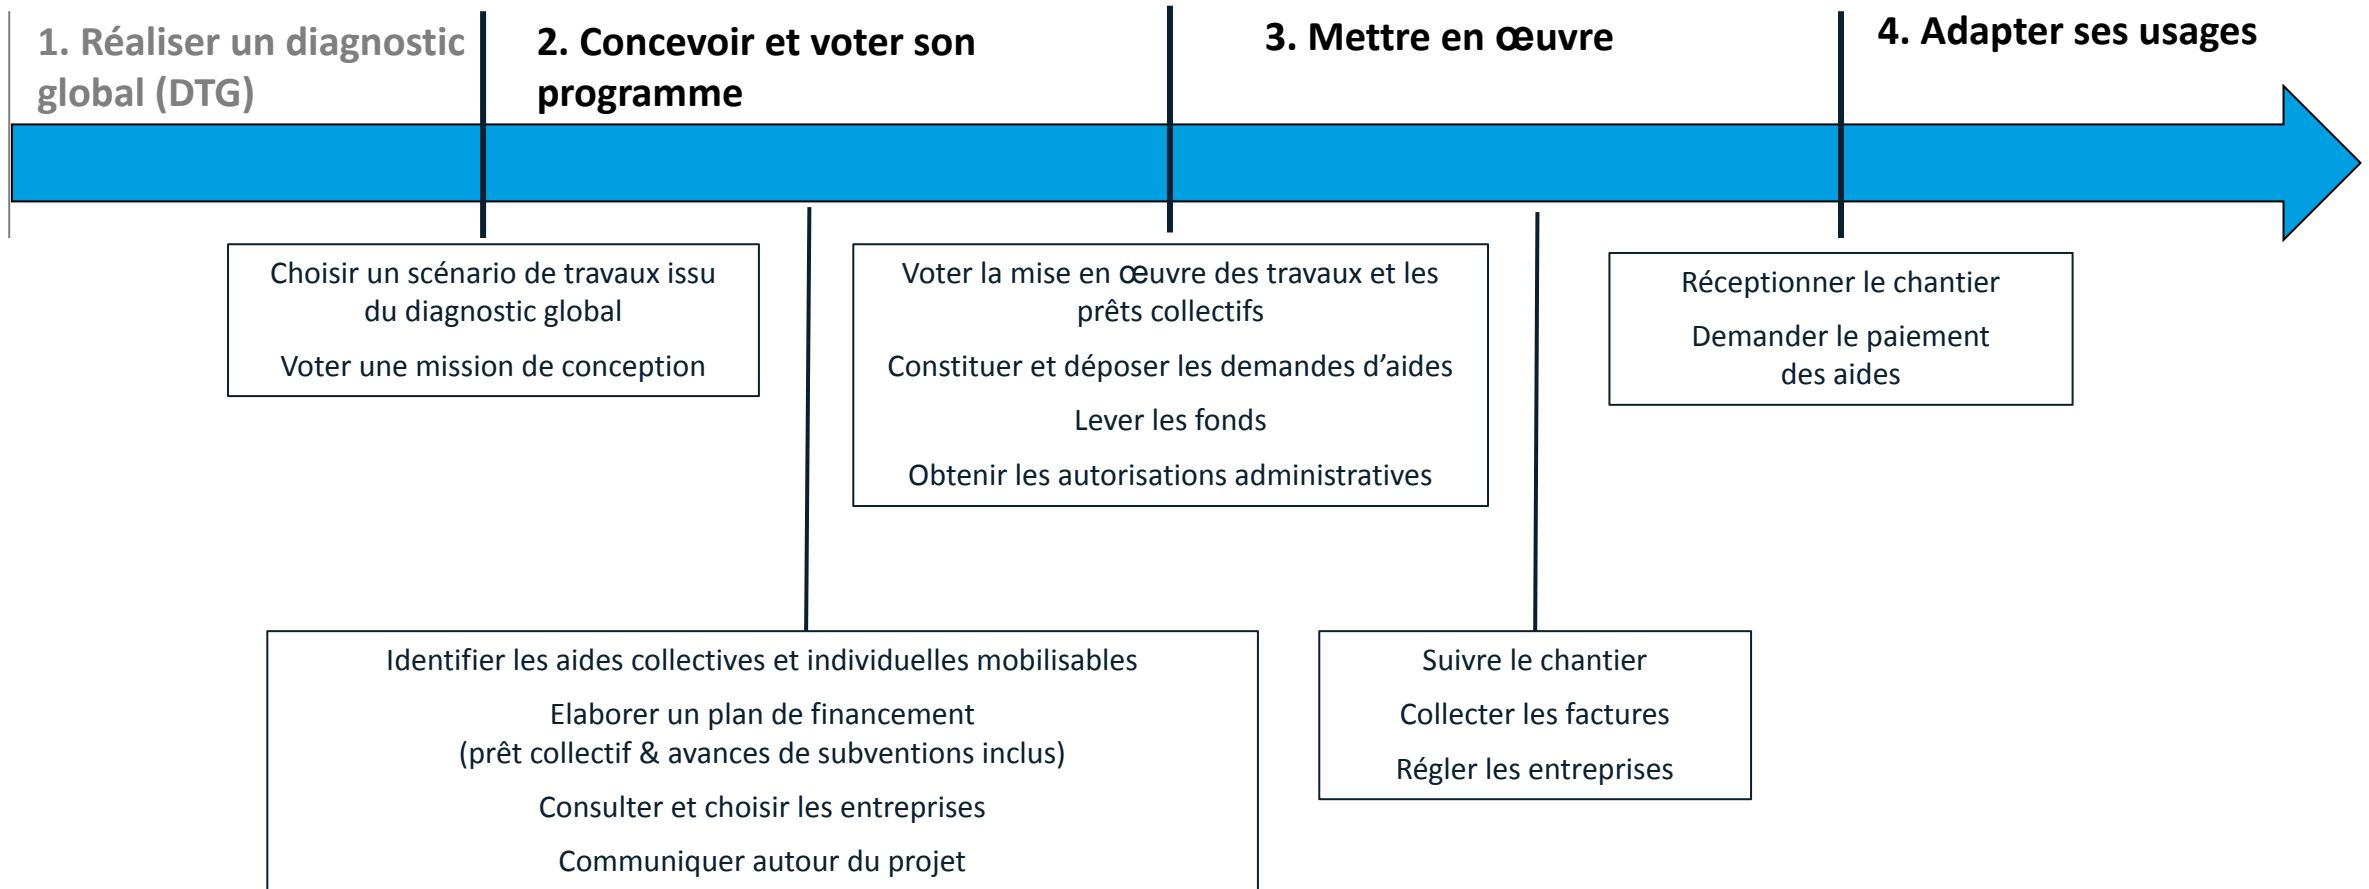 1. Réaliser un diagnostic
global (DTG)
2. Concevoir et voter son
programme
3. Mettre en œuvre
4. Adapter ses usages
Choisir un scénario de travaux issu
du diagnostic global
Voter une mission de conception
Voter la mise en œuvre des travaux et les
prêts collectifs
Constituer et déposer les demandes d’aides
Lever les fonds
Obtenir les autorisations administratives
Réceptionner le chantier
Demander le paiement
des aides
Identifier les aides collectives et individuelles mobilisables
Elaborer un plan de financement
(prêt collectif & avances de subventions inclus)
Consulter et choisir les entreprises
Communiquer autour du projet
Suivre le chantier
Collecter les factures
Régler les entreprises